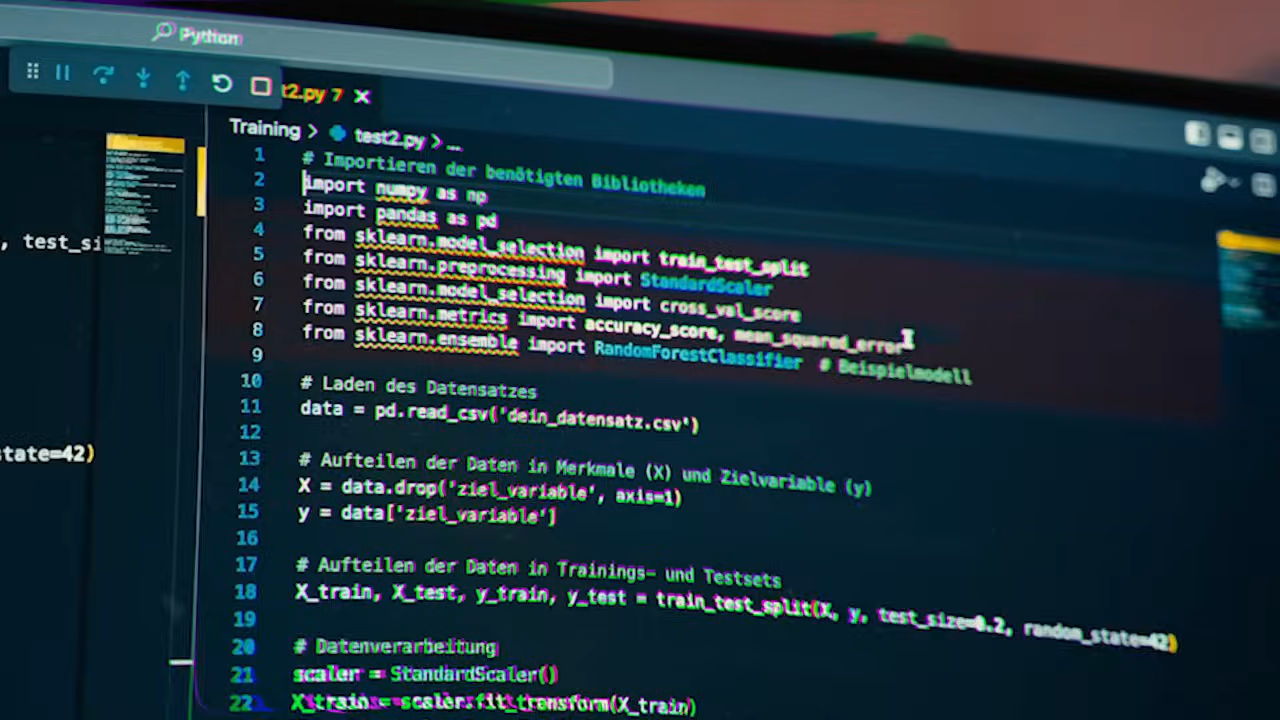 Python
t2.py 7
Training > test2.py > ...
1 # Importieren der benötigten Bibliotheken
2 import numpy as np
3 import pandas as pd
4 from sklearn.model_selection import train_test_split
5 from sklearn.preprocessing import StandardScaler
6 from sklearn.model_selection import cross_val_score
7 from sklearn.metrics import accuracy_score, mean_squared_error
8 from sklearn.ensemble import RandomForestClassifier # Beispielmodell
9
10 # Laden des Datensatzes
11 data = pd.read_csv('dein_datensatz.csv')
12
13 # Aufteilen der Daten in Merkmale (X) und Zielvariable (y)
14 X = data.drop('ziel_variable', axis=1)
15 y = data['ziel_variable']
16
17 # Aufteilen der Daten in Trainings- und Testsets
18 X_train, X_test, y_train, y_test = train_test_split(X, y, test_size=0.2, random_state=42)
19
20 # Datenverarbeitung
21 scaler = StandardScaler()
22 X_train = scaler.fit_transform(X_train)
, test_si
state=42)